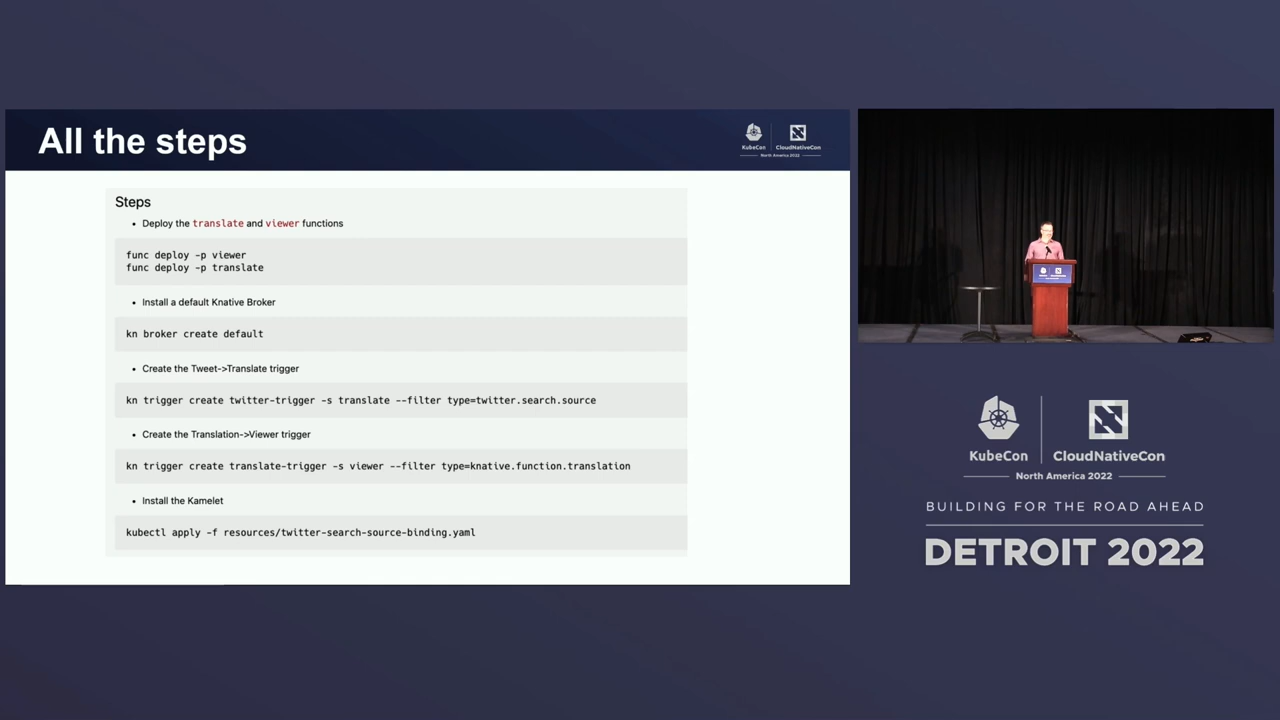 All the steps
KubeCon
CloudNativeCon
North America 2022
Steps
• Deploy the translate and viewer functions
func deploy -p viewer
func deploy -p translate
• Install a default Knative Broker
kn broker create default
• Create the Tweet->Translate trigger
kn trigger create twitter-trigger -s translate --filter type=twitter.search.source
• Create the Translation->Viewer trigger
kn trigger create translate-trigger -s viewer --filter type=knative.function.translation
• Install the Kamelet
kubectl apply -f resources/twitter-search-source-binding.yaml
KubeCon
CloudNativeCon
North America 2022
BUILDING FOR THE ROAD AHEAD
DETROIT 2022